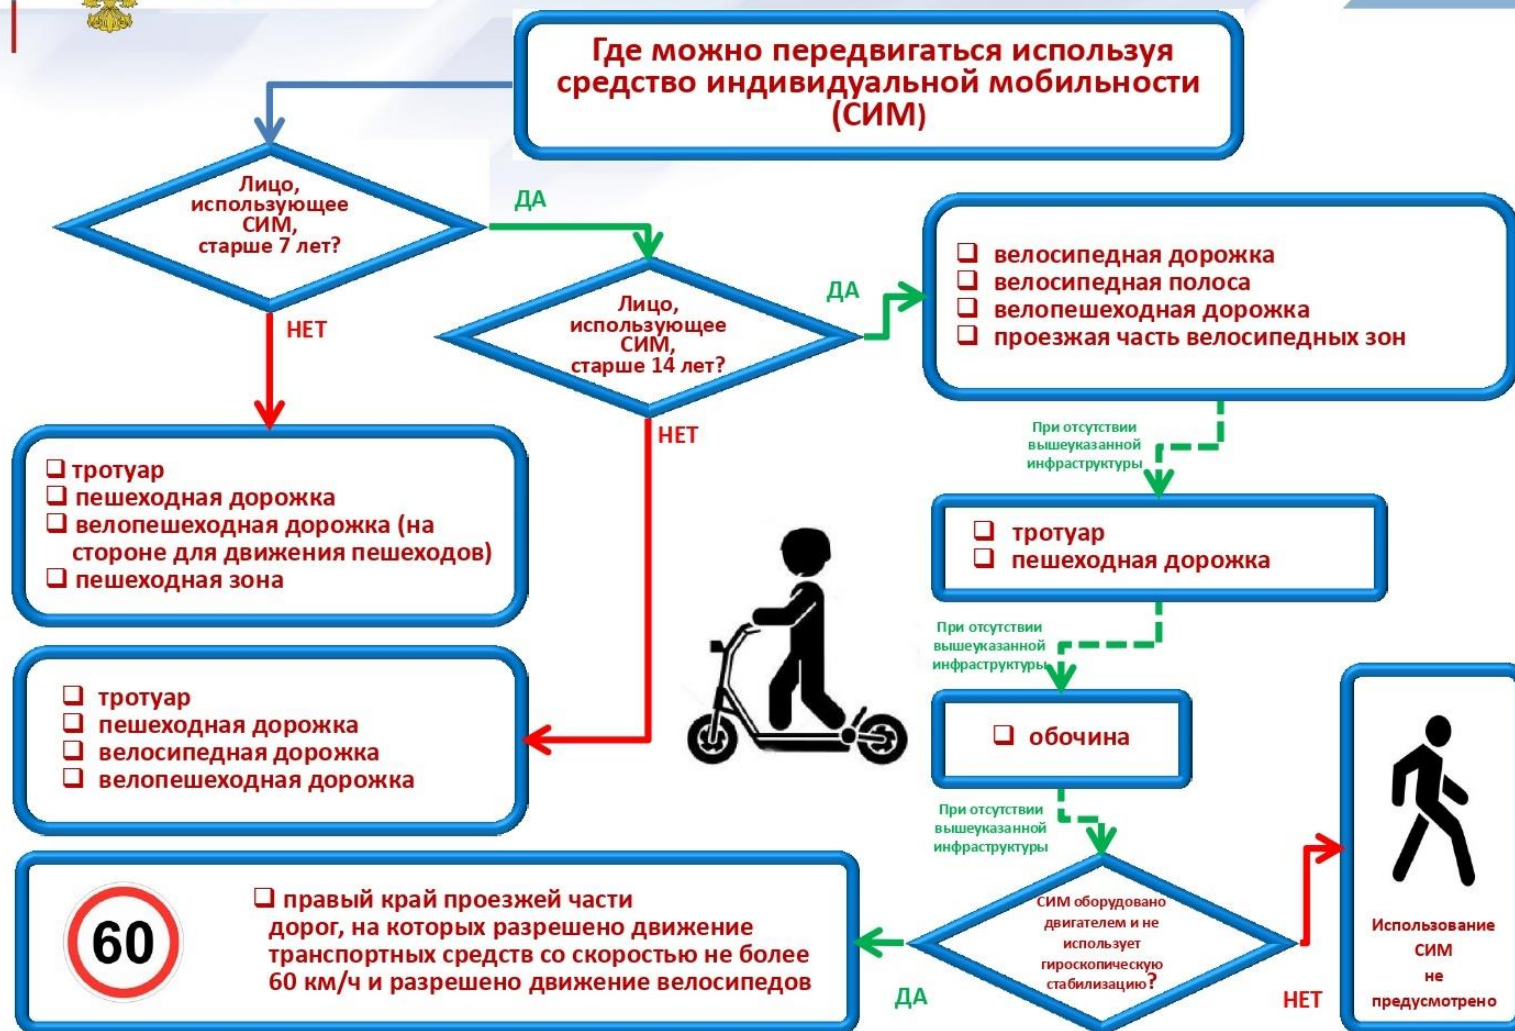 Где можно передвигаться используя
средство индивидуальной мобильности
(СИМ)
Лицо,
использующее
СИМ,
старше 7 лет?
ДА
НЕТ
Лицо,
использующее
СИМ,
старше 14 лет?
ДА
НЕТ
велосипедная дорожка
велосипедная полоса
велопешеходная дорожка
проезжая часть велосипедных зон
При отсутствии
вышеуказанной
инфраструктуры
тротуар
пешеходная дорожка
велопешеходная дорожка (на
стороне для движения пешеходов)
пешеходная зона
тротуар
пешеходная дорожка
При отсутствии
вышеуказанной
инфраструктуры
тротуар
пешеходная дорожка
велосипедная дорожка
велопешеходная дорожка
обочина
При отсутствии
вышеуказанной
инфраструктуры
СИМ оборудовано
двигателем и не
использует
гироскопическую
стабилизацию?
ДА
НЕТ
60
правый край проезжей части
дорог, на которых разрешено движение
транспортных средств со скоростью не более
60 км/ч и разрешено движение велосипедов
Использование
СИМ
не
предусмотрено